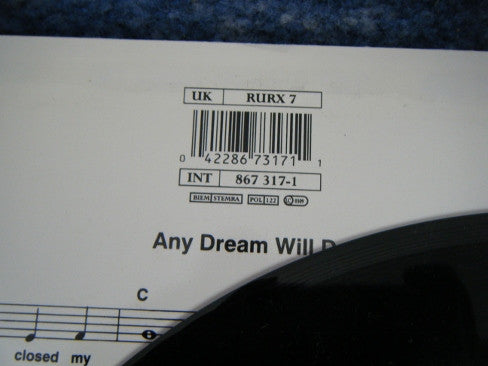 UK RURX 7
0 42286 73171 1
INT 867 317-1
BIEM STEMRA POL 122
Any Dream Will
C
closed my